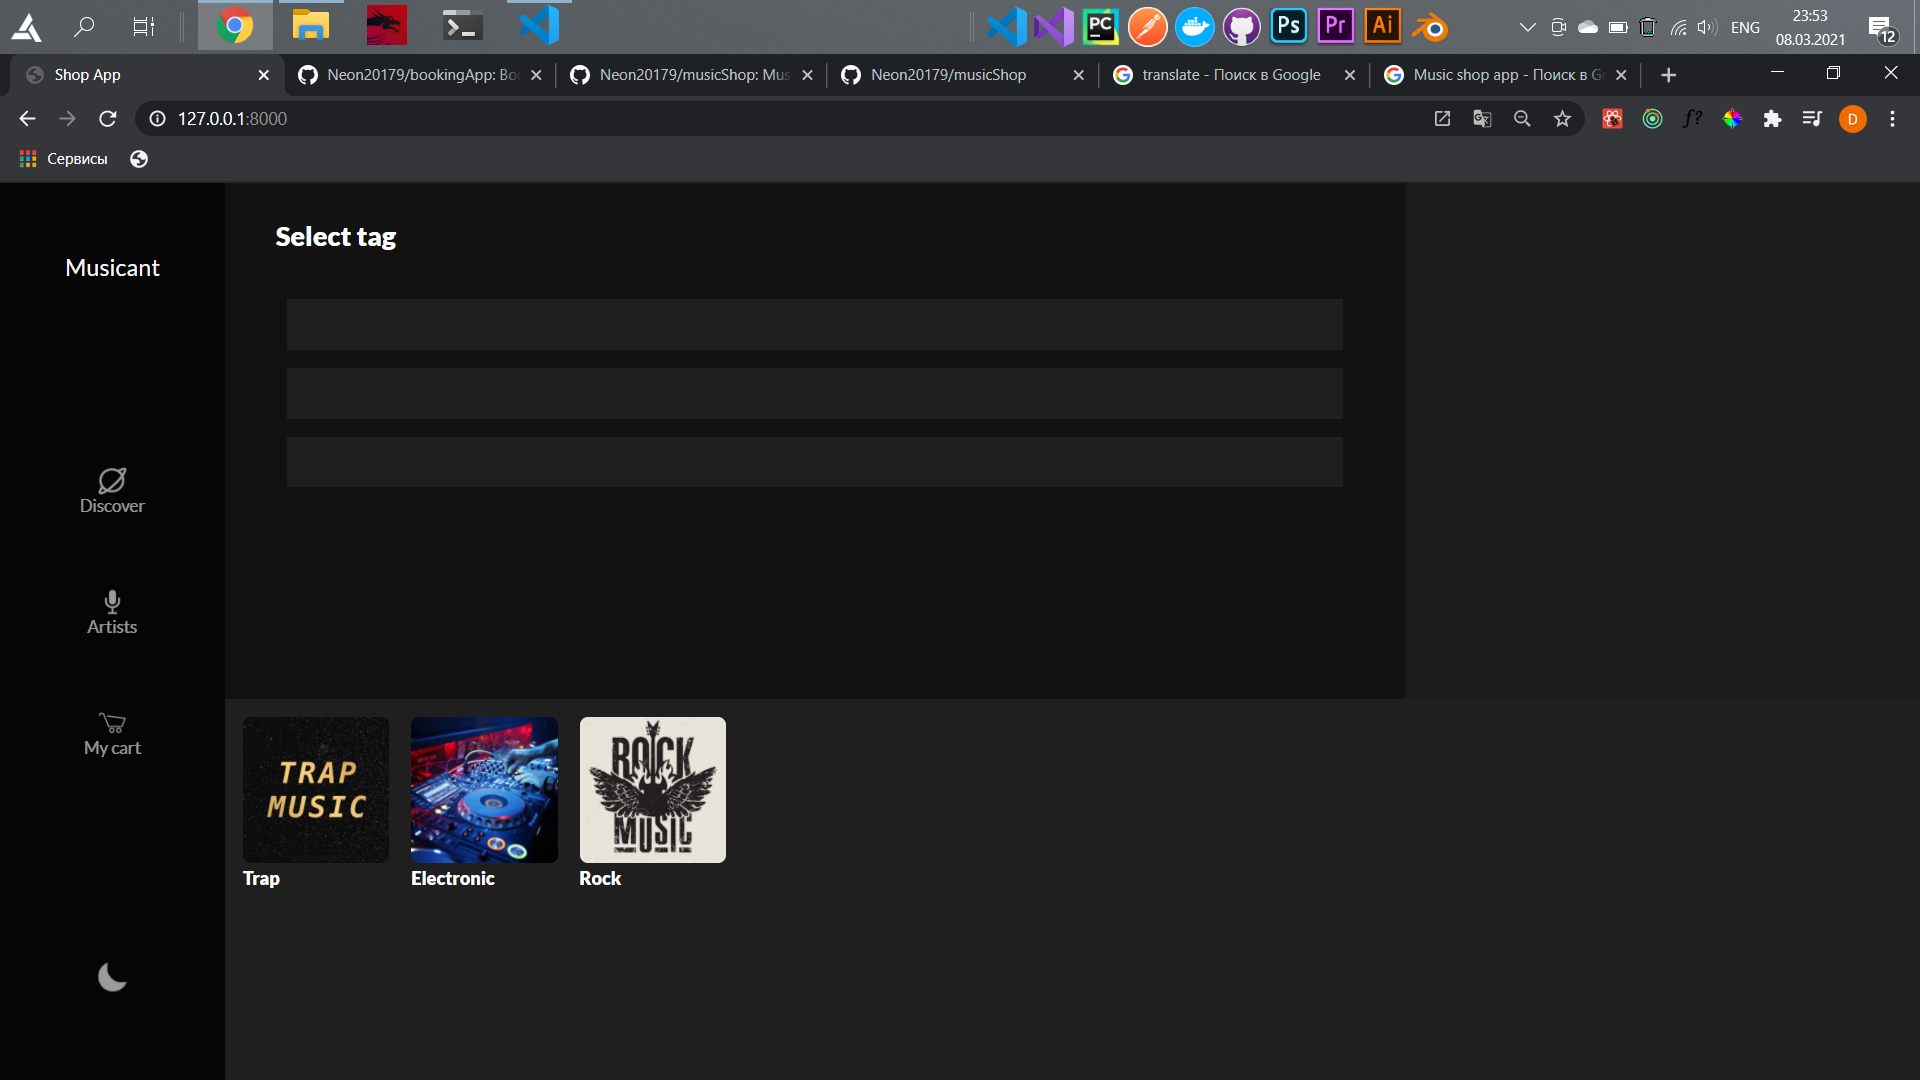 PC
Ps
Pr
Ai
ENG
23:53
08.03.2021
12
Shop App
Neon20179/bookingApp: Boo
Neon20179/musicShop: Mus
Neon20179/musicShop
translate - Поиск в Google
Music shop app - Поиск в Go
127.0.0.1:8000
f?
D
Сервисы
Musicant
Select tag
Discover
Artists
My cart
TRAP
MUSIC
ROCK
MUSIC
Trap
Electronic
Rock